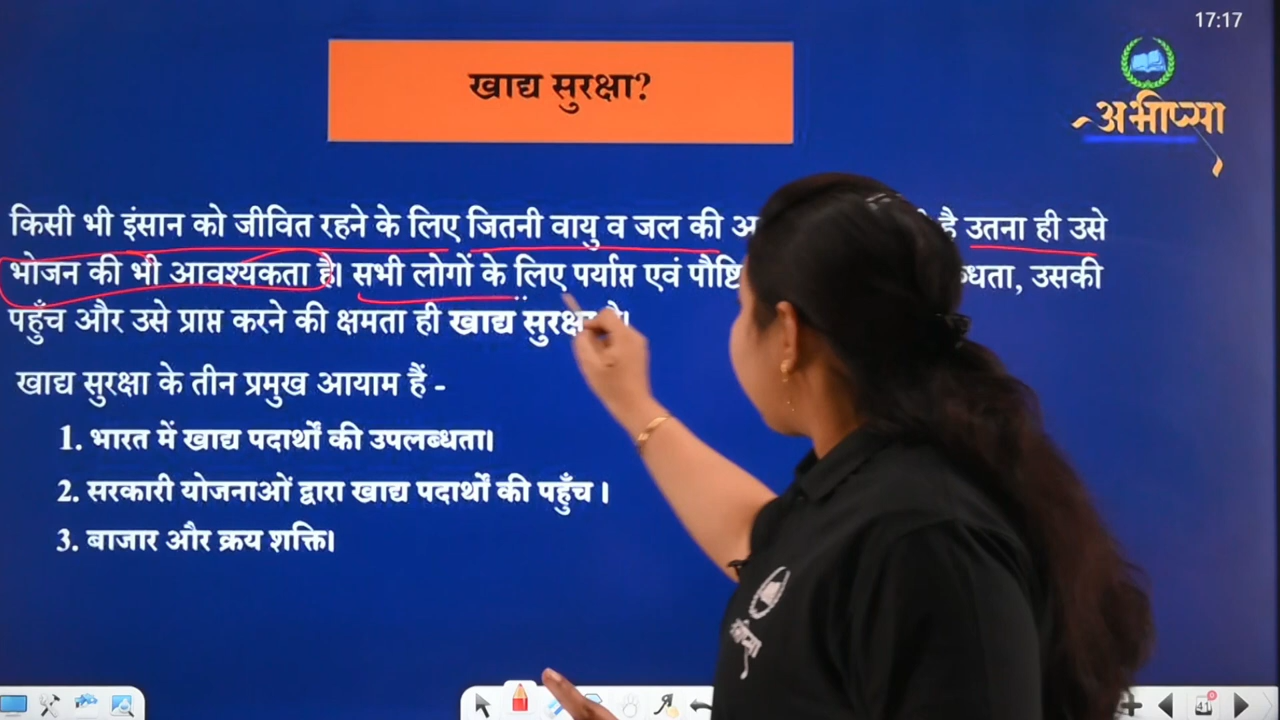 17:17
खाद्य सुरक्षा?
अभीप्सा
किसी भी इंसान को जीवित रहने के लिए जितनी वायु व जल की है उतना ही उसे
भोजन की भी आवश्यकता है। सभी लोगों के लिए पर्याप्त एवं उसकी
पहुँच और उसे प्राप्त करने की क्षमता ही खाद्य सुरक्षा है।
खाद्य सुरक्षा के तीन प्रमुख आयाम हैं -
1. भारत में खाद्य पदार्थों की उपलब्धता।
2. सरकारी योजनाओं द्वारा खाद्य पदार्थों की पहुँच ।
3. बाजार और क्रय शक्ति।
41